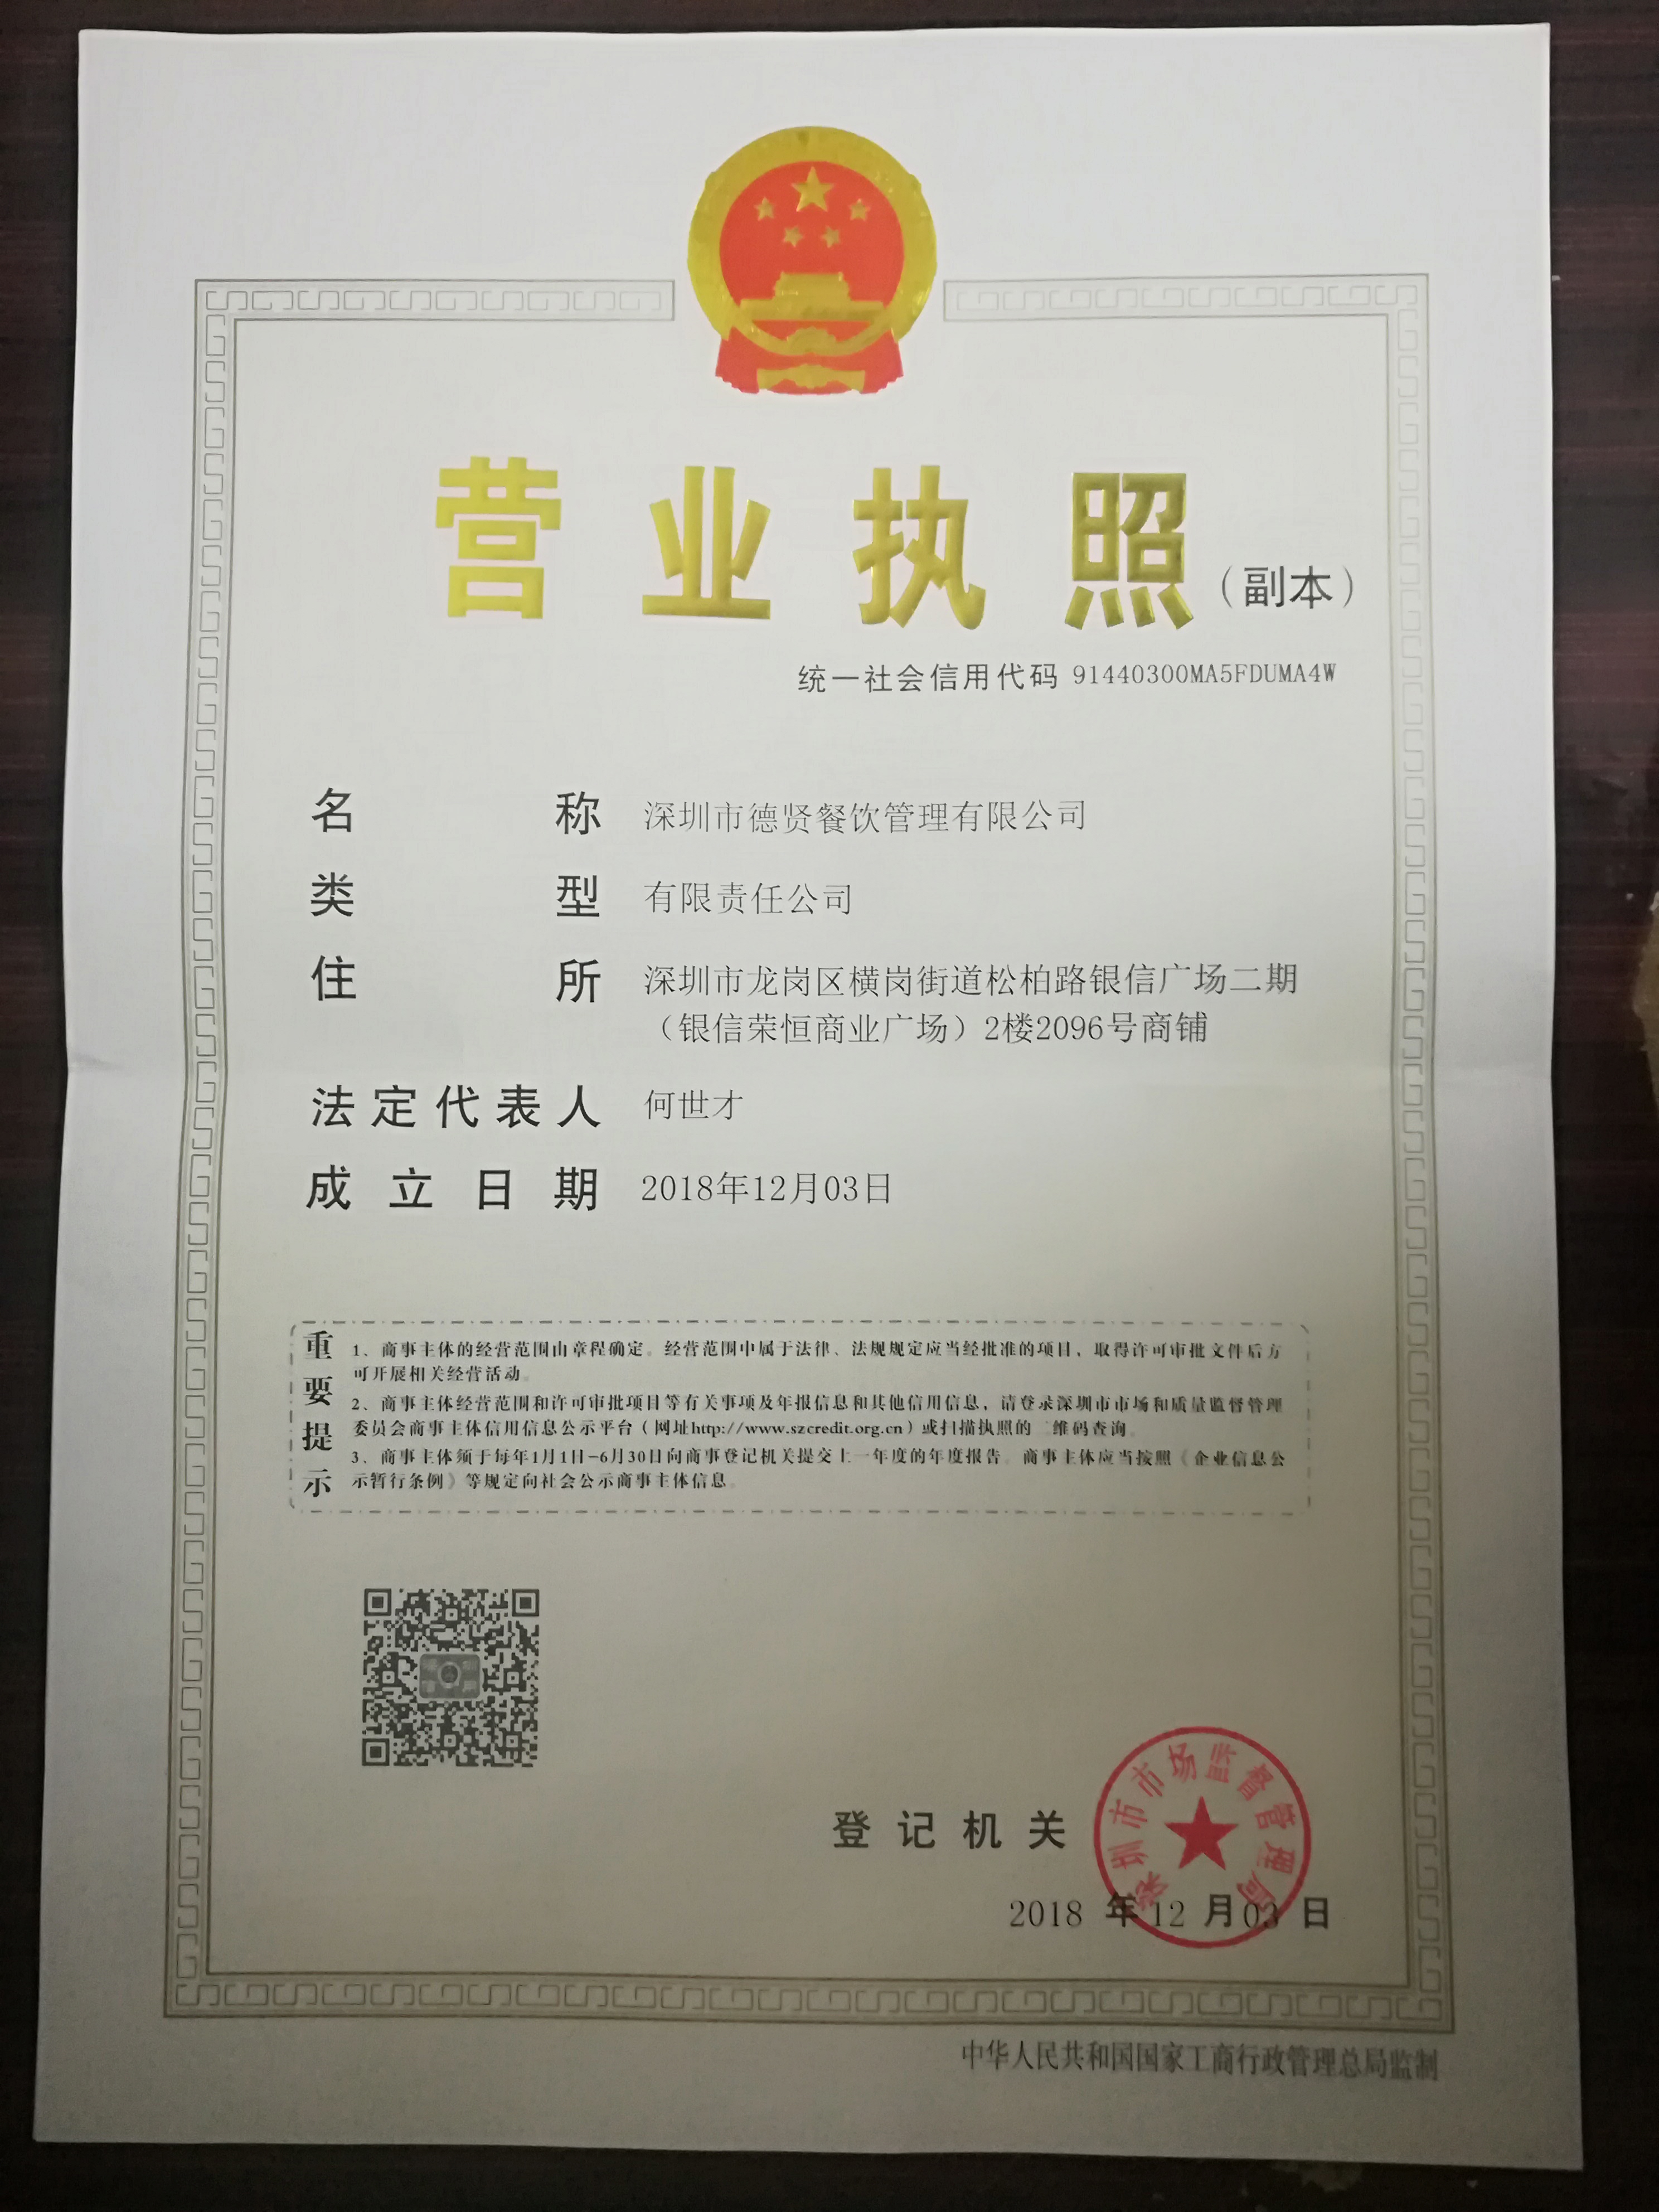 营业执照（副本）
统一社会信用代码 91440300MA5FDUMA4W
名称 深圳市德贤餐饮管理有限公司
类型 有限责任公司
住所 深圳市龙岗区横岗街道松柏路银信广场二期
（银信荣恒商业广场）2楼2096号商铺
法定代表人 何世才
成立日期 2018年12月03日
重要提示
1、商事主体的经营范围由章程确定。经营范围中属于法律、法规规定应当经批准的项目，取得许可审批文件后方
可开展相关经营活动。
2、商事主体经营范围和许可审批项目等有关事项及年报信息和其他信用信息，请登录深圳市市场和质量监督管理
委员会商事主体信用信息公示平台（网址http://www.szcredit.org.cn）或扫描执照的二维码查询。
3、商事主体须于每年1月1日-6月30日向商事登记机关提交上一年度的年度报告。商事主体应当按照《企业信息公
示暂行条例》等规定向社会公示商事主体信息。
登记机关
深圳市市场监督管理局
2018 年 12 月 03 日
中华人民共和国国家工商行政管理总局监制